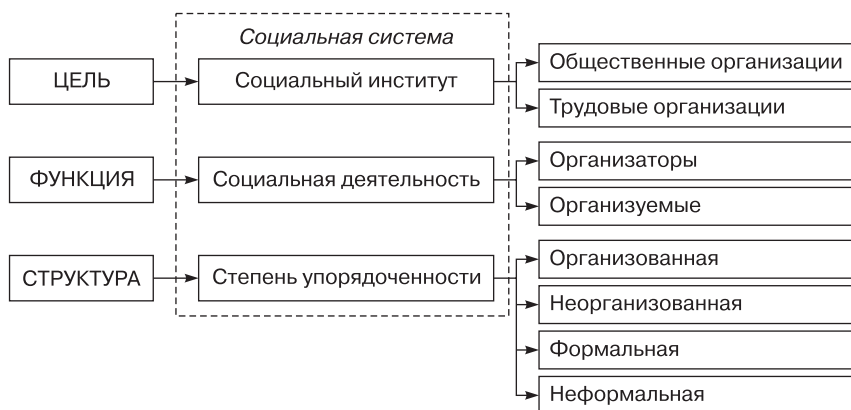 Социальная система
ЦЕЛЬ
Социальный институт
Общественные организации
Трудовые организации
ФУНКЦИЯ
Социальная деятельность
Организаторы
Организуемые
СТРУКТУРА
Степень упорядоченности
Организованная
Неорганизованная
Формальная
Неформальная